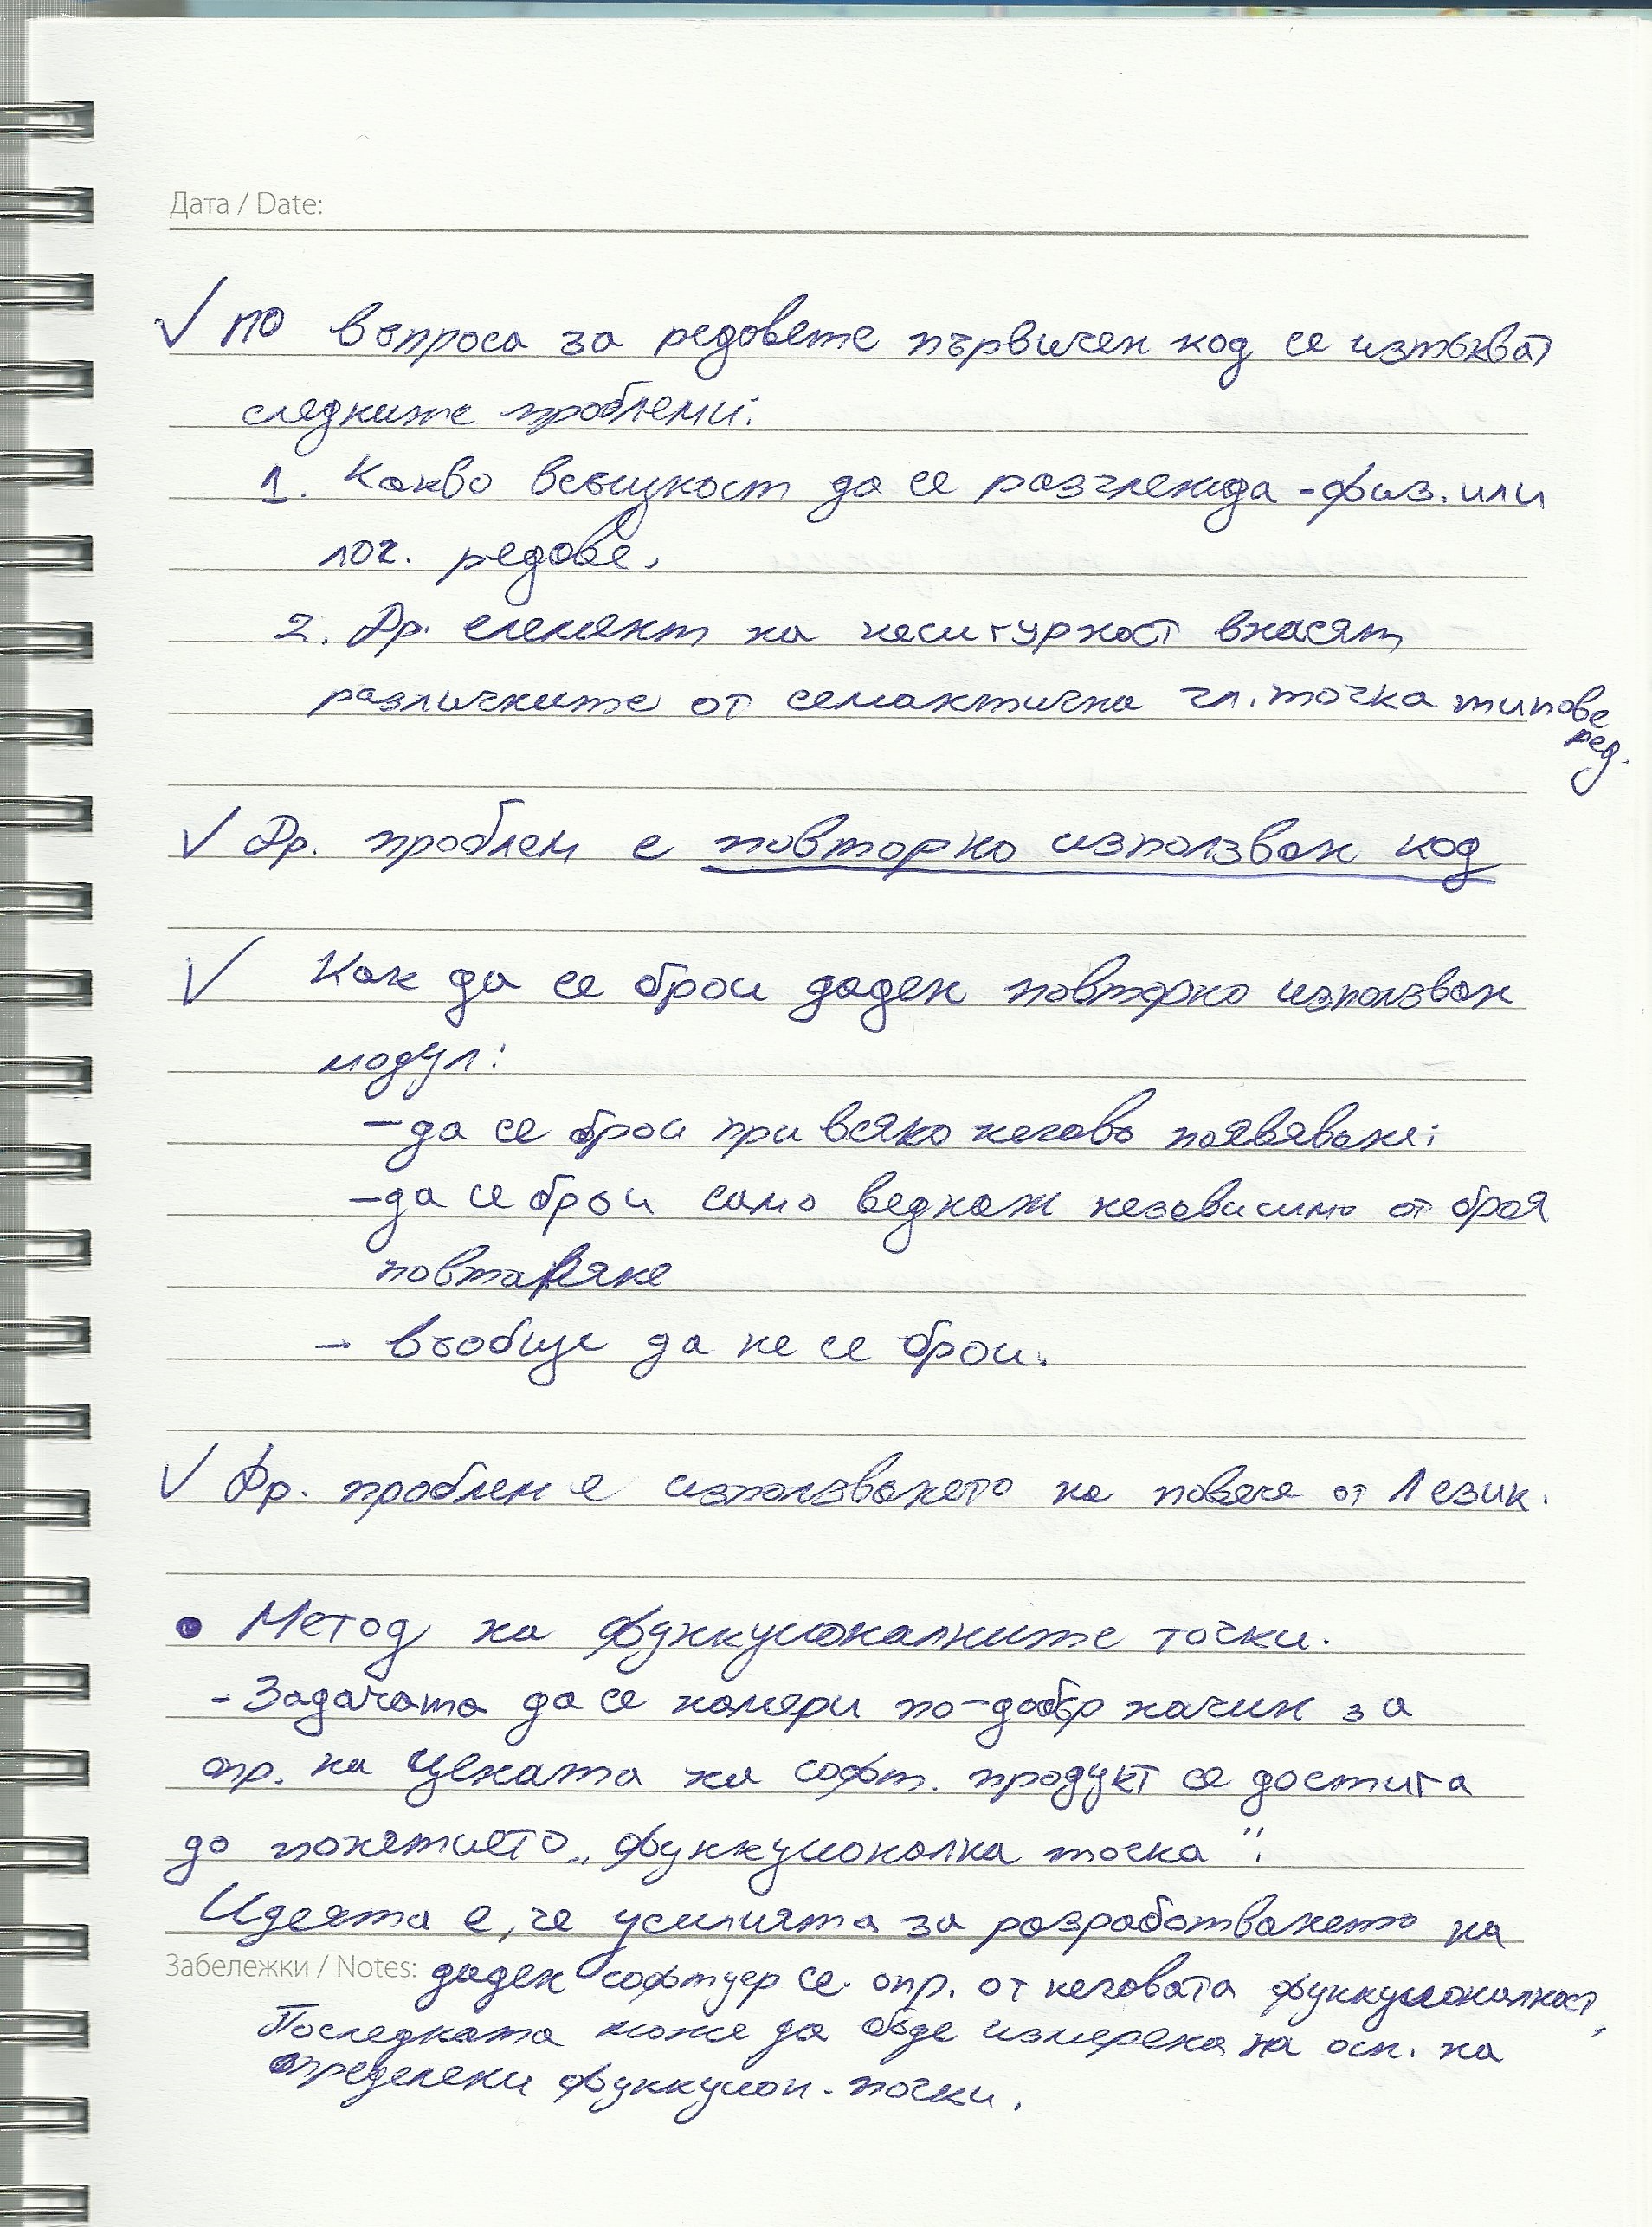 Дата / Date:
√ ПО въпроса за редовете първичен код се изтъкват
следните проблеми:
1. Какво всъщност да се разглежда - физ. или
лог. редове.
2. Др. елемент на несигурност внасят
различните от семантична гл. точка типове
ред.
√ Др. проблем е повторно използван код
√ Как да се брои даден повторно използван
модул:
- да се брои при всяко негово появяване;
- да се брои само веднаж независимо от броя
повтаряне
- въобще да не се брои.
√ Др. проблем е използването на повече от 1 език.
• Метод на функционалните точки.
- Задачата да се намери по-добър начин за
опр. на цената на софт. продукт се достига
до понятието „функционална точка".
Идеята е, че усилията за разработването на
Забележки / Notes: даден софтуер се опр. от неговата функционалност,
Последната може да бъде измерена на осн. на
определени функцион. точки.